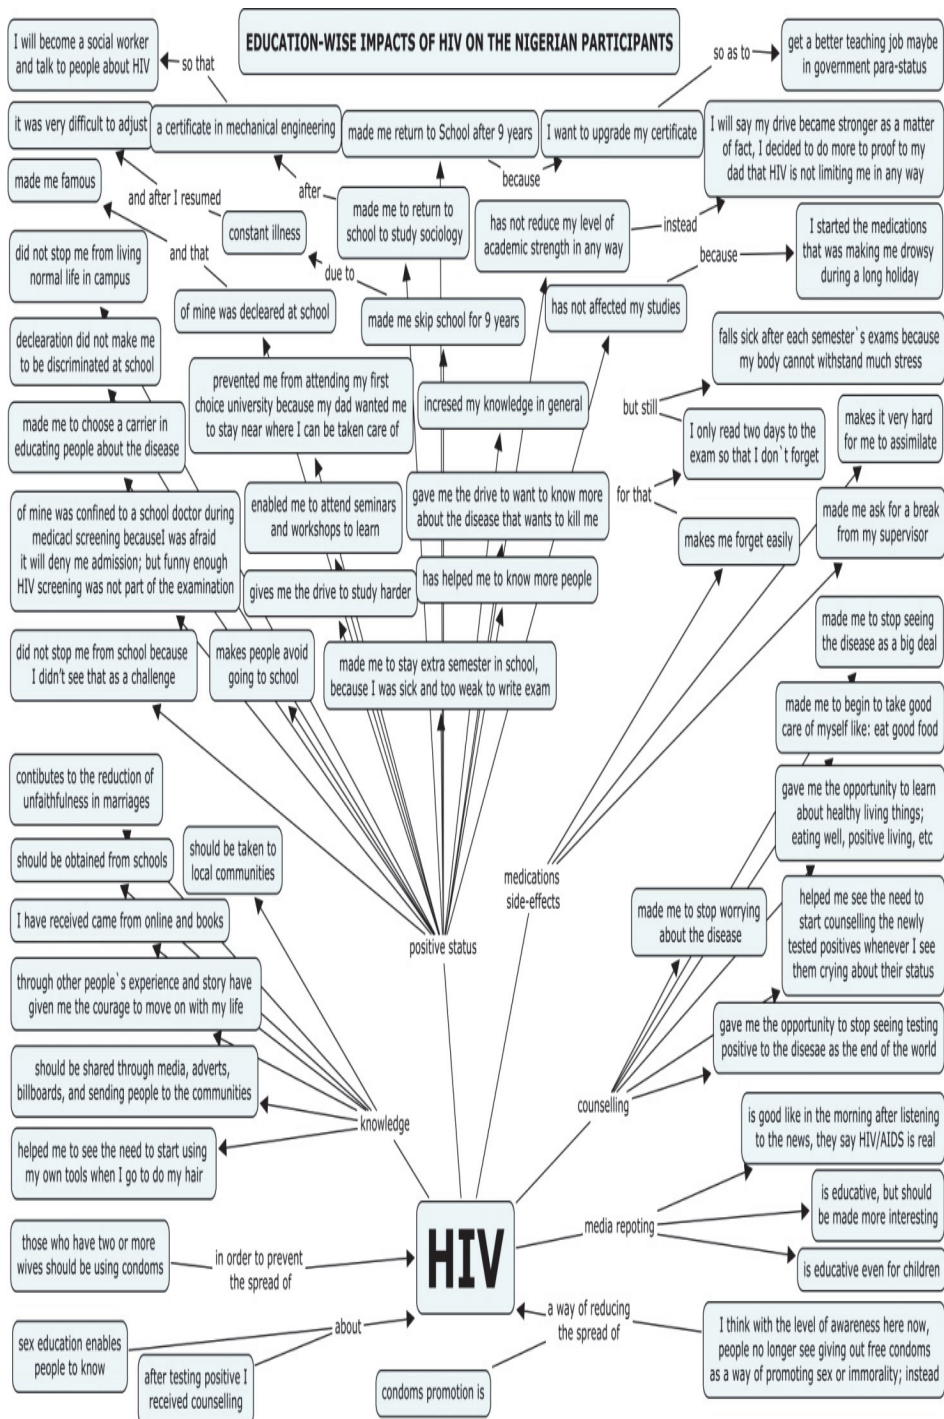 EDUCATION-WISE IMPACTS OF HIV ON THE NIGERIAN PARTICIPANTS
I will become a social worker
and talk to people about HIV
so that
so as to
get a better teaching job maybe
in government para-status
it was very difficult to adjust
a certificate in mechanical engineering
made me return to School after 9 years
I want to upgrade my certificate
I will say my drive became stronger as a matter
of fact, I decided to do more to proof to my
dad that HIV is not limiting me in any way
made me famous
and after I resumed
after
because
constant illness
made me to return to
school to study sociology
has not reduce my level of
academic strength in any way
instead
I started the medications
that was making me drowsy
during a long holiday
did not stop me from living
normal life in campus
and that
due to
because
of mine was decleared at school
made me skip school for 9 years
has not affected my studies
declearation did not make me
to be discriminated at school
falls sick after each semester`s exams because
my body cannot withstand much stress
prevented me from attending my first
choice university because my dad wanted me
to stay near where I can be taken care of
incresed my knowledge in general
but still
made me to choose a carrier in
educating people about the disease
I only read two days to the
exam so that I don`t forget
makes it very hard
for me to assimilate
of mine was confined to a school doctor during
medicacl screening becauseI was afraid
it will deny me admission; but funny enough
HIV screening was not part of the examination
enabled me to attend seminars
and workshops to learn
gave me the drive to want to know more
about the disease that wants to kill me
for that
made me ask for a break
from my supervisor
makes me forget easily
gives me the drive to study harder
has helped me to know more people
did not stop me from school because
I didn't see that as a challenge
makes people avoid
going to school
made me to stay extra semester in school,
because I was sick and too weak to write exam
made me to stop seeing
the disease as a big deal
made me to begin to take good
care of myself like: eat good food
contibutes to the reduction of
unfaithfulness in marriages
gave me the opportunity to learn
about healthy living things;
eating well, positive living, etc
should be obtained from schools
should be taken to
local communities
medications
side-effects
helped me see the need to
start counselling the newly
tested positives whenever I see
them crying about their status
I have received came from online and books
positive status
made me to stop worrying
about the disease
through other people`s experience and story have
given me the courage to move on with my life
gave me the opportunity to stop seeing testing
positive to the disesae as the end of the world
should be shared through media, adverts,
billboards, and sending people to the communities
knowledge
counselling
is good like in the morning after listening
to the news, they say HIV/AIDS is real
helped me to see the need to start using
my own tools when I go to do my hair
HIV
media repoting
is educative, but should
be made more interesting
those who have two or more
wives should be using condoms
in order to prevent
the spread of
is educative even for children
sex education enables
people to know
about
a way of reducing
the spread of
I think with the level of awareness here now,
people no longer see giving out free condoms
as a way of promoting sex or immorality; instead
after testing positive I
received counselling
condoms promotion is